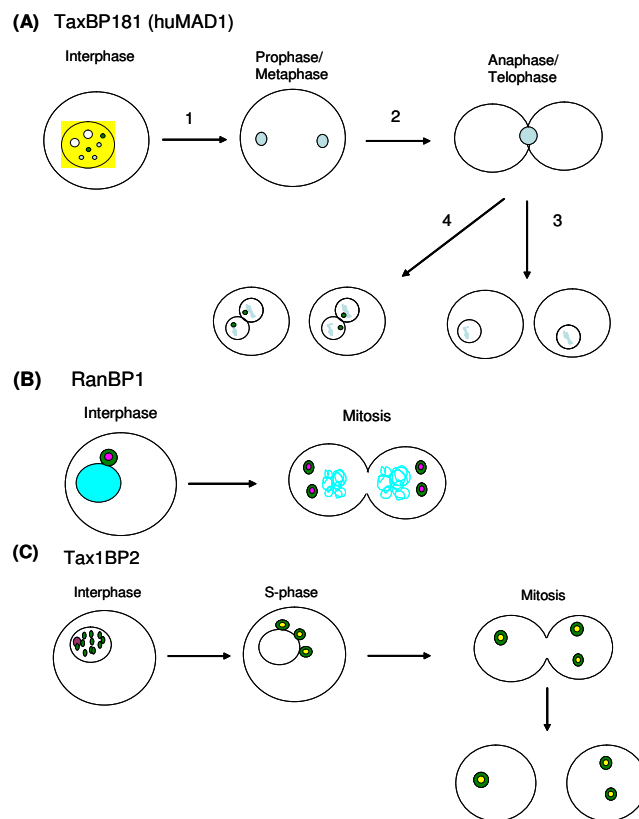 (A) TaxBP181 (huMAD1)
Interphase
Prophase/
Metaphase
Anaphase/
Telophase
1
2
4
3
(B) RanBP1
Interphase
Mitosis
(C) Tax1BP2
Interphase
S-phase
Mitosis